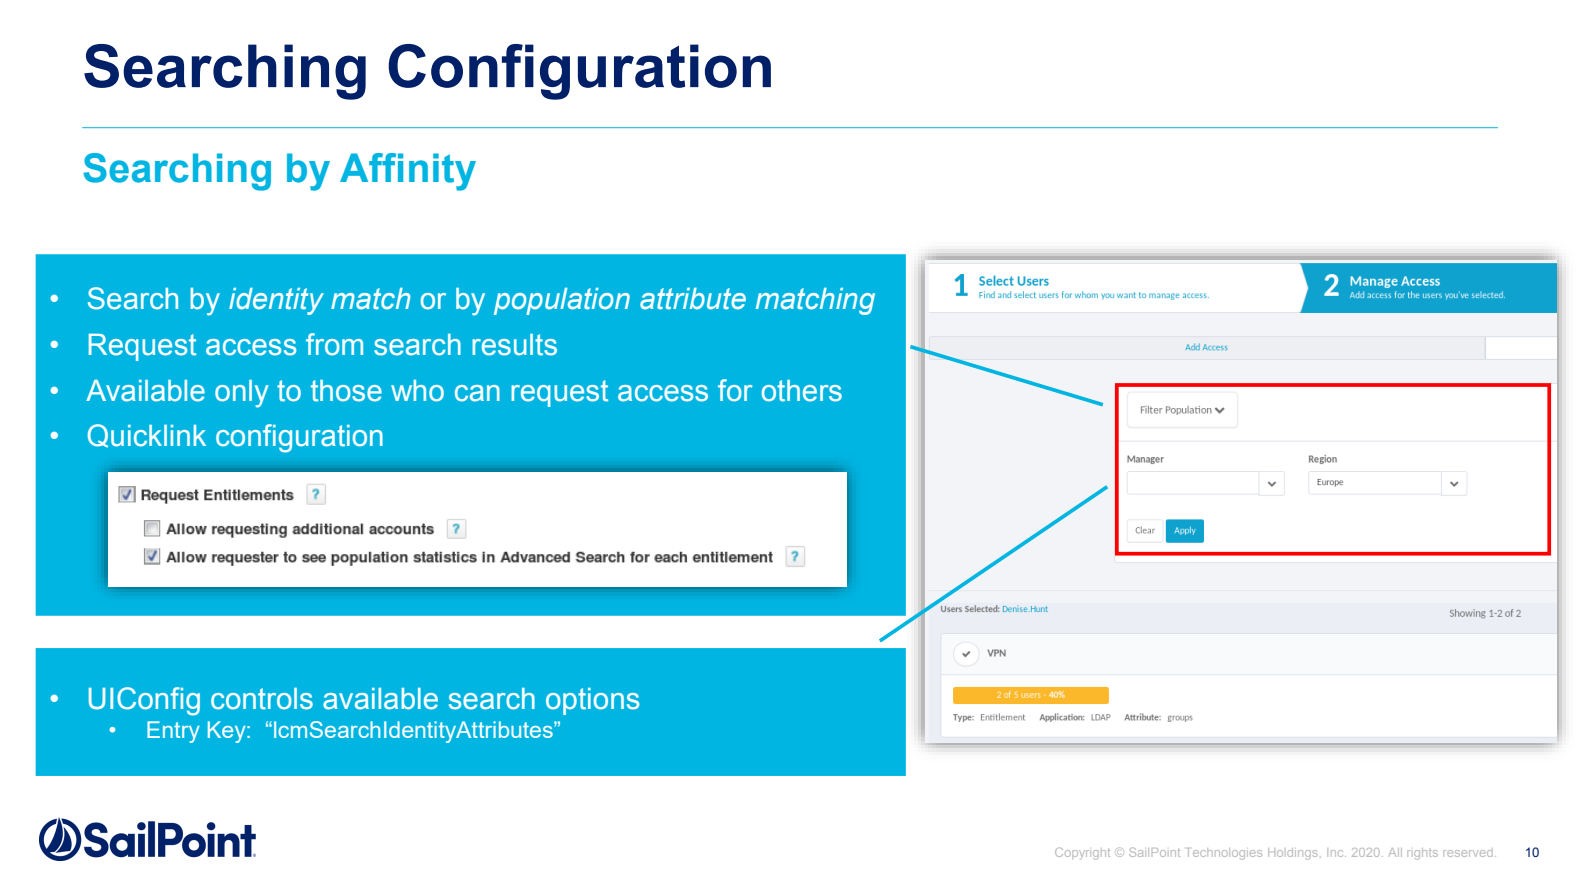 Searching Configuration
Searching by Affinity
• Search by identity match or by population attribute matching
• Request access from search results
• Available only to those who can request access for others
• Quicklink configuration
Request Entitlements ?
Allow requesting additional accounts ?
Allow requester to see population statistics in Advanced Search for each entitlement ?
• UIConfig controls available search options
• Entry Key: “lcmSearchIdentityAttributes”
1 Select Users
Find and select users for whom you want to manage access.
2 Manage Access
Add access for the users you've selected.
Add Access
Filter Population
Manager Region
Europe
Clear Apply
Users Selected: Denise.Hunt
Showing 1-2 of 2
VPN
2 of 5 users - 40%
Type: Entitlement Application: LDAP Attribute: groups
SailPoint
Copyright © SailPoint Technologies Holdings, Inc. 2020. All rights reserved. 10